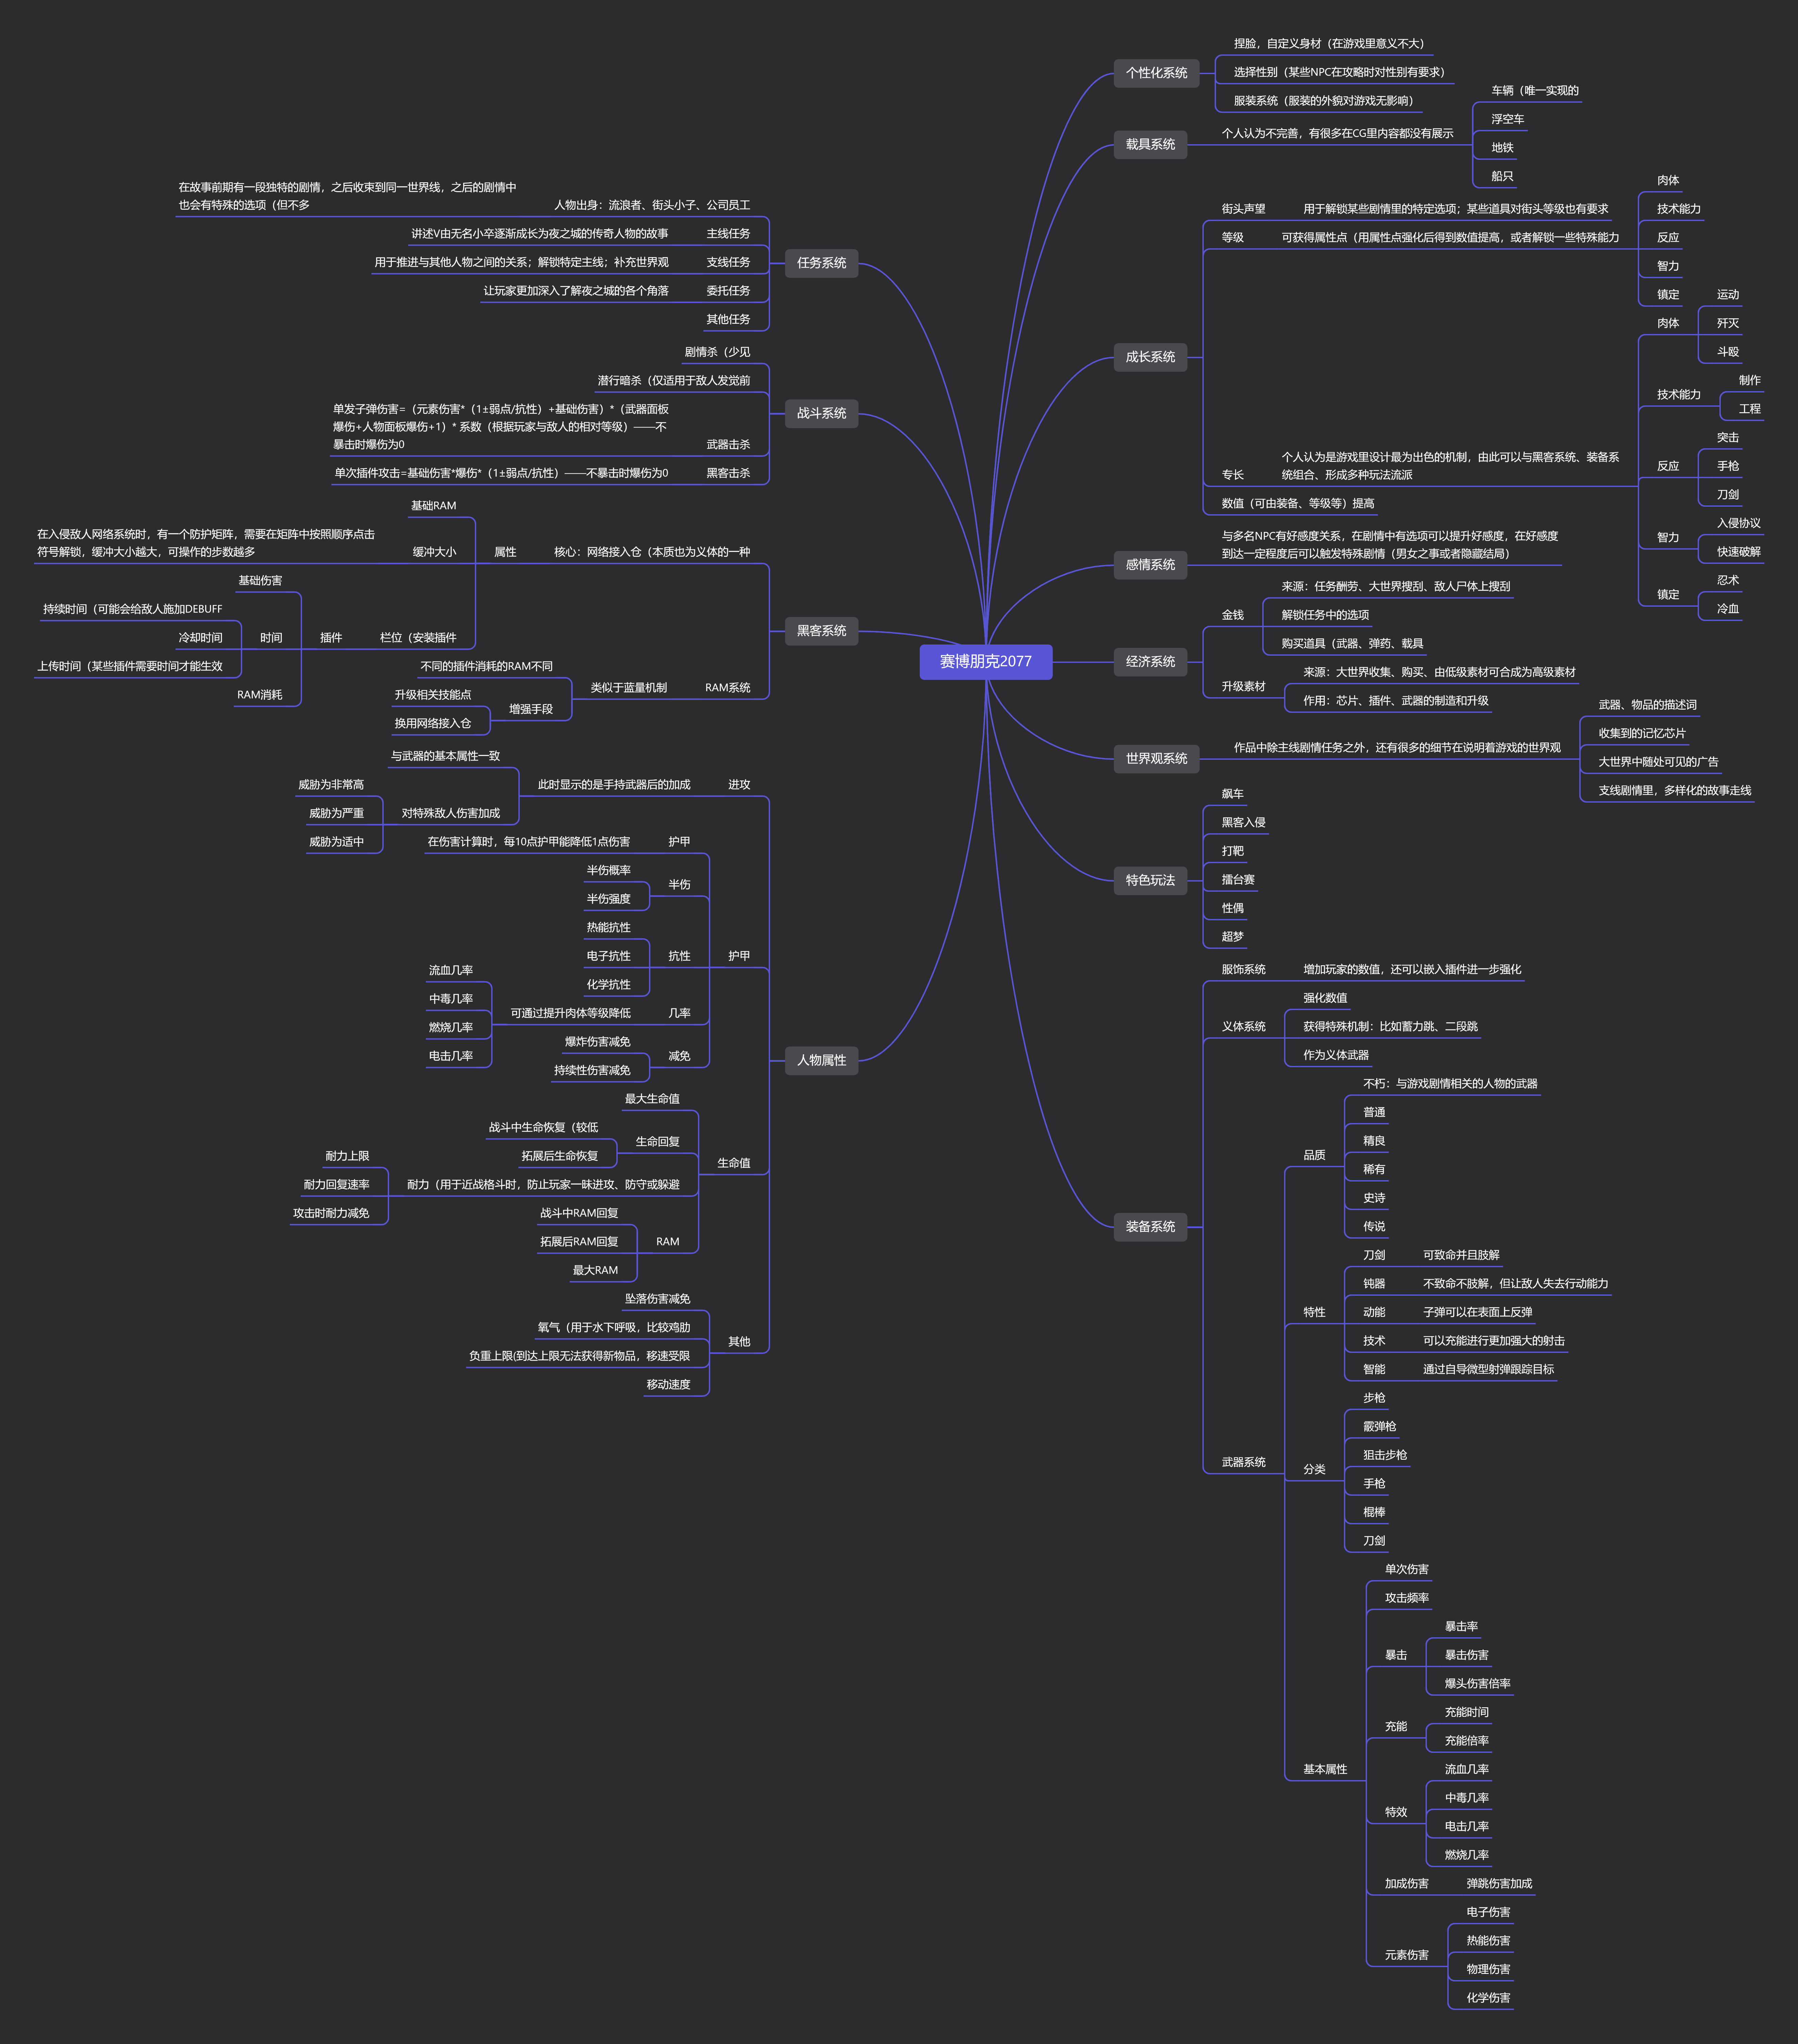 赛博朋克2077
个性化系统
捏脸，自定义身材（在游戏里意义不大）
选择性别（某些NPC在攻略时对性别有要求）
服装系统（服装的外貌对游戏无影响）
载具系统
个人认为不完善，有很多在CG里内容都没有展示
车辆（唯一实现的
浮空车
地铁
船只
成长系统
街头声望
用于解锁某些剧情里的特定选项；某些道具对街头等级也有要求
等级
可获得属性点（用属性点强化后得到数值提高，或者解锁一些特殊能力
肉体
技术能力
反应
智力
镇定
专长
个人认为是游戏里设计最为出色的机制，由此可以与黑客系统、装备系
统组合、形成多种玩法流派
肉体
运动
歼灭
斗殴
技术能力
制作
工程
反应
突击
手枪
刀剑
智力
入侵协议
快速破解
镇定
忍术
冷血
数值（可由装备、等级等）提高
感情系统
与多名NPC有好感度关系，在剧情中有选项可以提升好感度，在好感度
到达一定程度后可以触发特殊剧情（男女之事或者隐藏结局）
经济系统
金钱
来源：任务酬劳、大世界搜刮、敌人尸体上搜刮
解锁任务中的选项
购买道具（武器、弹药、载具
升级素材
来源：大世界收集、购买、由低级素材可合成为高级素材
作用：芯片、插件、武器的制造和升级
世界观系统
作品中除主线剧情任务之外，还有很多的细节在说明着游戏的世界观
武器、物品的描述词
收集到的记忆芯片
大世界中随处可见的广告
支线剧情里，多样化的故事走线
特色玩法
飙车
黑客入侵
打靶
擂台赛
性偶
超梦
装备系统
服饰系统
增加玩家的数值，还可以嵌入插件进一步强化
义体系统
强化数值
获得特殊机制：比如蓄力跳、二段跳
作为义体武器
武器系统
品质
不朽：与游戏剧情相关的人物的武器
普通
精良
稀有
史诗
传说
特性
刀剑
可致命并且肢解
钝器
不致命不肢解，但让敌人失去行动能力
动能
子弹可以在表面上反弹
技术
可以充能进行更加强大的射击
智能
通过自导微型射弹跟踪目标
分类
步枪
霰弹枪
狙击步枪
手枪
棍棒
刀剑
基本属性
单次伤害
攻击频率
暴击
暴击率
暴击伤害
爆头伤害倍率
充能
充能时间
充能倍率
特效
流血几率
中毒几率
电击几率
燃烧几率
加成伤害
弹跳伤害加成
元素伤害
电子伤害
热能伤害
物理伤害
化学伤害
任务系统
人物出身：流浪者、街头小子、公司员工
在故事前期有一段独特的剧情，之后收束到同一世界线，之后的剧情中
也会有特殊的选项（但不多
主线任务
讲述V由无名小卒逐渐成长为夜之城的传奇人物的故事
支线任务
用于推进与其他人物之间的关系；解锁特定主线；补充世界观
委托任务
让玩家更加深入了解夜之城的各个角落
其他任务
战斗系统
剧情杀（少见
潜行暗杀（仅适用于敌人发觉前
武器击杀
单发子弹伤害=（元素伤害*（1±弱点/抗性）+基础伤害）*（武器面板
爆伤+人物面板爆伤+1）* 系数（根据玩家与敌人的相对等级）——不
暴击时爆伤为0
黑客击杀
单次插件攻击=基础伤害*爆伤*（1±弱点/抗性）——不暴击时爆伤为0
黑客系统
核心：网络接入仓（本质也为义体的一种
属性
基础RAM
缓冲大小
在入侵敌人网络系统时，有一个防护矩阵，需要在矩阵中按照顺序点击
符号解锁，缓冲大小越大，可操作的步数越多
栏位（安装插件
插件
基础伤害
时间
持续时间（可能会给敌人施加DEBUFF
冷却时间
上传时间（某些插件需要时间才能生效
RAM消耗
RAM系统
类似于蓝量机制
不同的插件消耗的RAM不同
增强手段
升级相关技能点
换用网络接入仓
人物属性
进攻
此时显示的是手持武器后的加成
与武器的基本属性一致
对特殊敌人伤害加成
威胁为非常高
威胁为严重
威胁为适中
护甲
护甲
在伤害计算时，每10点护甲能降低1点伤害
半伤
半伤概率
半伤强度
抗性
热能抗性
电子抗性
化学抗性
几率
可通过提升肉体等级降低
流血几率
中毒几率
燃烧几率
电击几率
减免
爆炸伤害减免
持续性伤害减免
生命值
最大生命值
生命回复
战斗中生命恢复（较低
拓展后生命恢复
耐力（用于近战格斗时，防止玩家一昧进攻、防守或躲避
耐力上限
耐力回复速率
攻击时耐力减免
RAM
战斗中RAM回复
拓展后RAM回复
最大RAM
其他
坠落伤害减免
氧气（用于水下呼吸，比较鸡肋
负重上限(到达上限无法获得新物品，移速受限
移动速度